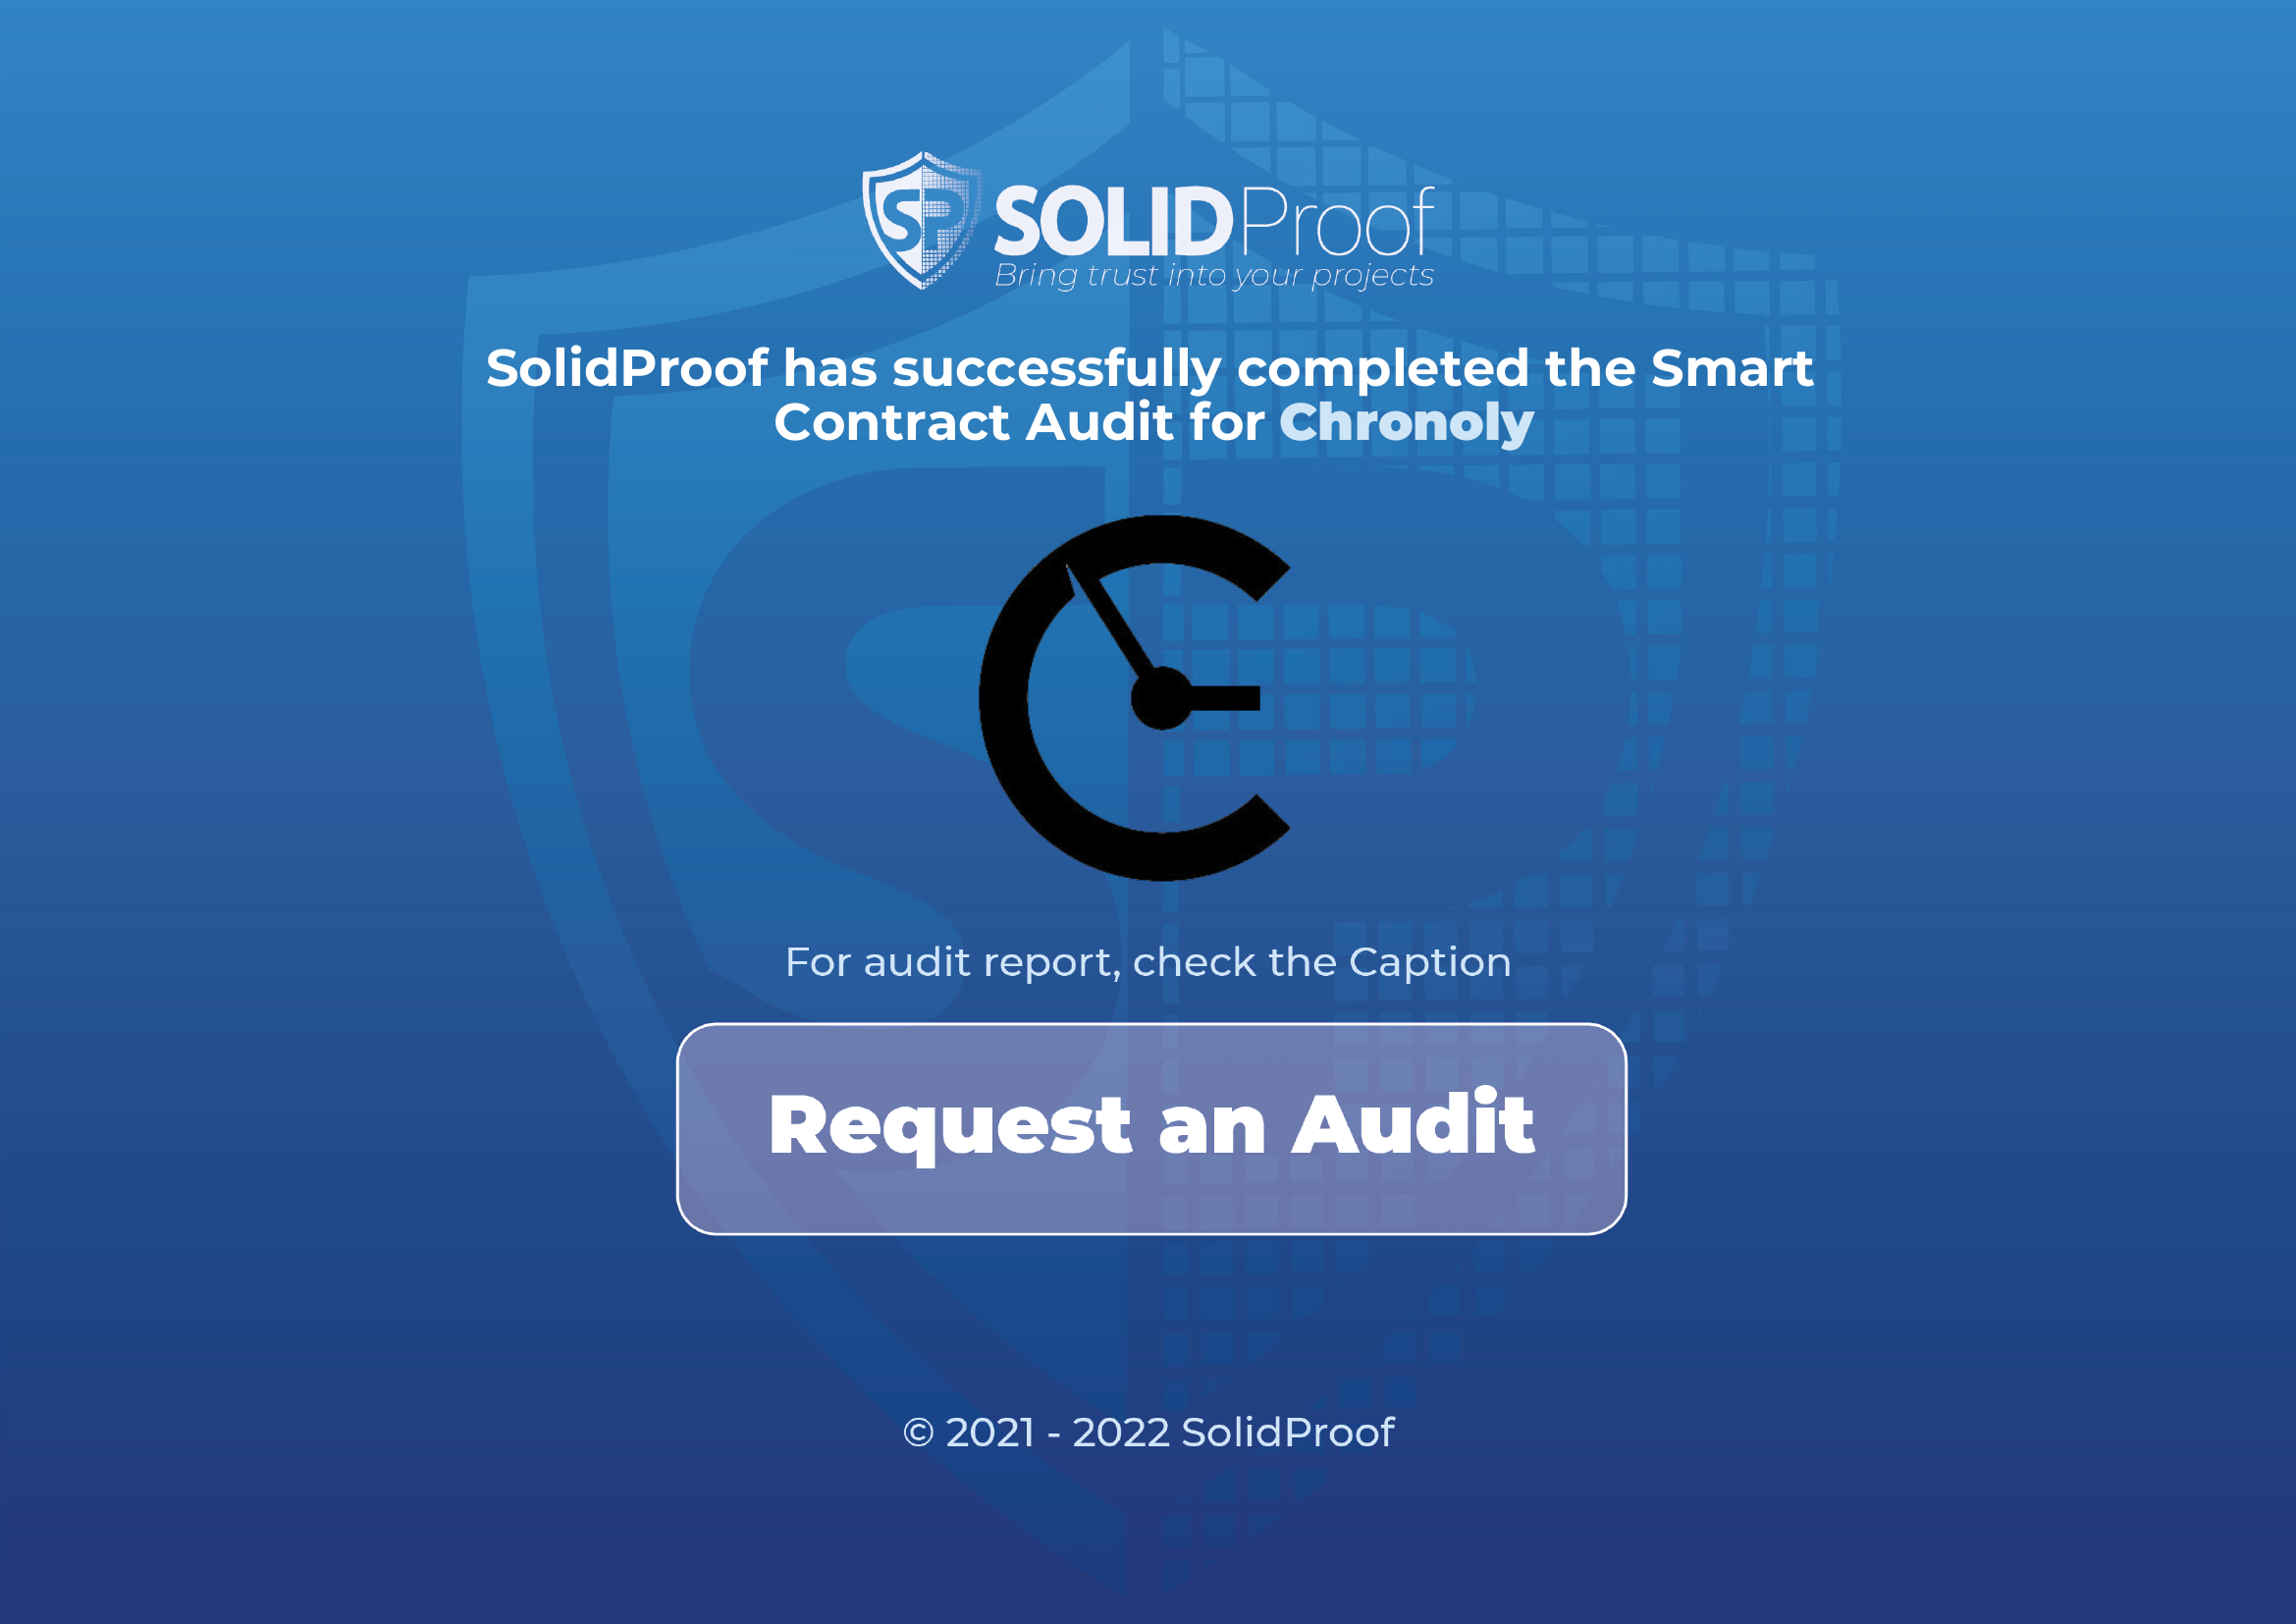 SP SOLIDProof
Bring trust into your projects
SolidProof has successfully completed the Smart
Contract Audit for Chronoly
For audit report, check the Caption
Request an Audit
© 2021 - 2022 SolidProof